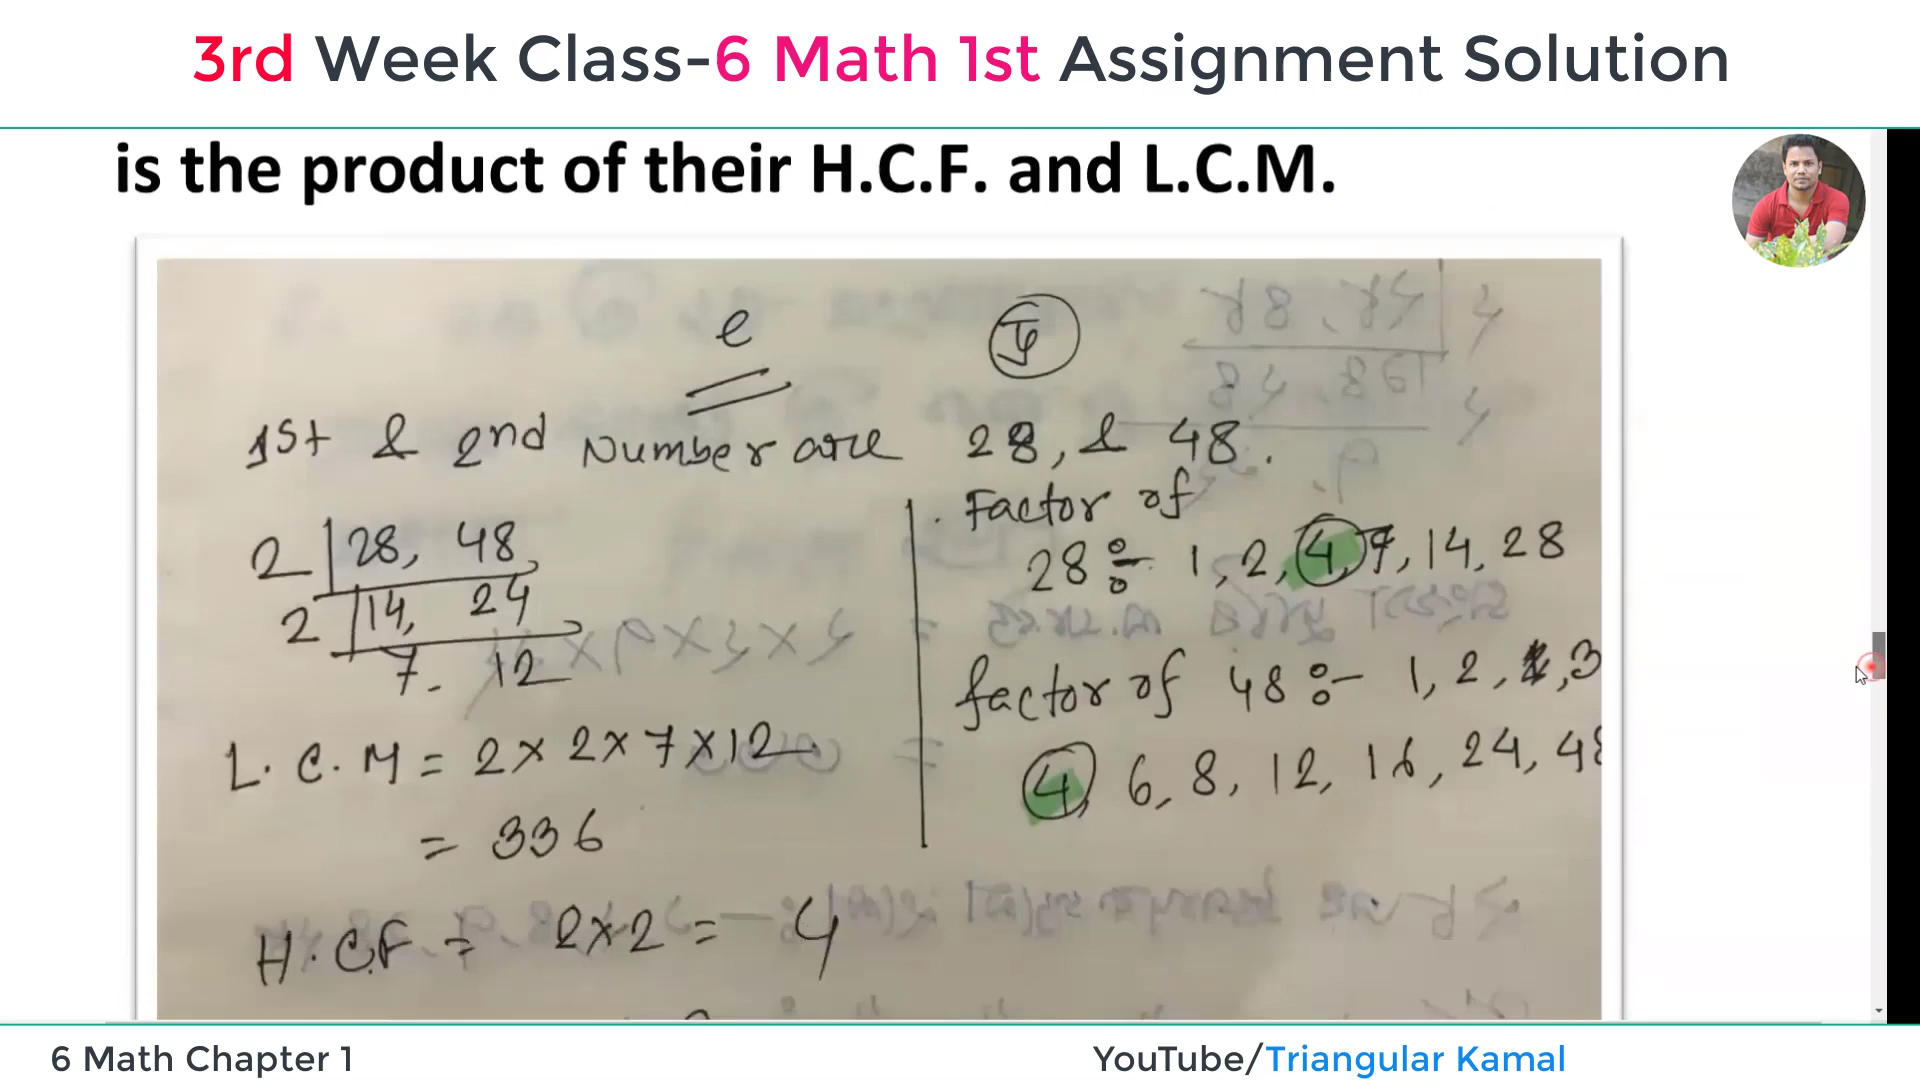 3rd Week Class-6 Math 1st Assignment Solution
is the product of their H.C.F. and L.C.M.
e
1st & 2nd Number are 28, & 48.
2 | 28, 48
2 | 14, 24
7. 12
L.C.M = 2 x 2 x 7 x 12
= 336
H.C.F = 2x2 = 4
Factor of
28 ÷ 1, 2, 4, 7, 14, 28
factor of 48 :- 1, 2, 3
4, 6, 8, 12, 16, 24, 48
6 Math Chapter 1
YouTube/Triangular Kamal